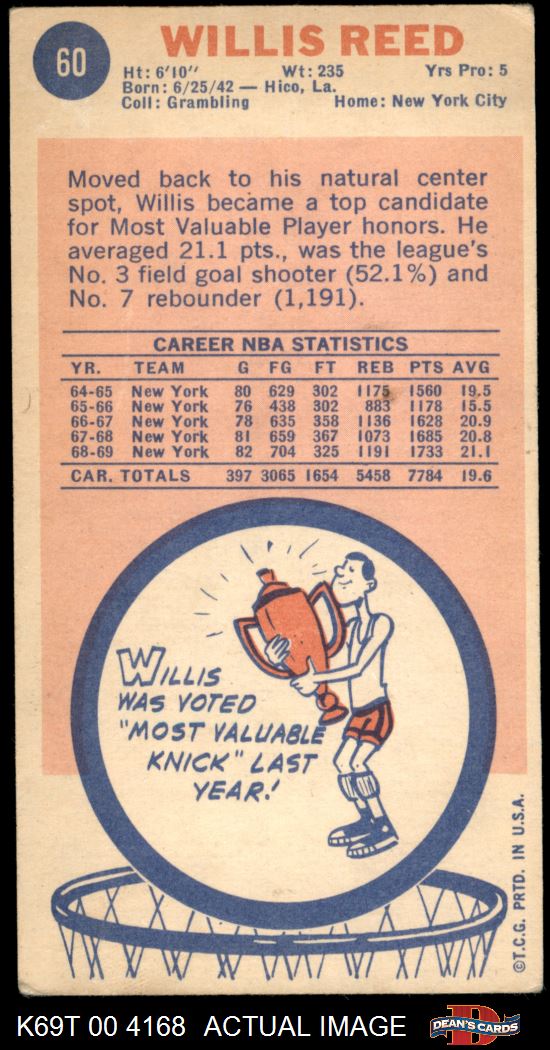 60
WILLIS REED
Ht: 6'10" Wt: 235 Yrs Pro: 5
Born: 6/25/42 — Hico, La.
Coll: Grambling Home: New York City
Moved back to his natural center
spot, Willis became a top candidate
for Most Valuable Player honors. He
averaged 21.1 pts., was the league's
No. 3 field goal shooter (52.1%) and
No. 7 rebounder (1,191).
CAREER NBA STATISTICS
YR. TEAM G FG FT REB PTS AVG
64-65 New York 80 629 302 1175 1560 19.5
65-66 New York 76 438 302 883 1178 15.5
66-67 New York 78 635 358 1136 1628 20.9
67-68 New York 81 659 367 1073 1685 20.8
68-69 New York 82 704 325 1191 1733 21.1
CAR. TOTALS 397 3065 1654 5458 7784 19.6
WILLIS
WAS VOTED
"MOST VALUABLE
KNICK" LAST
YEAR!
©T.C.G. PRTD. IN U.S.A.
K69T 00 4168 ACTUAL IMAGE
D
DEAN'S CARDS